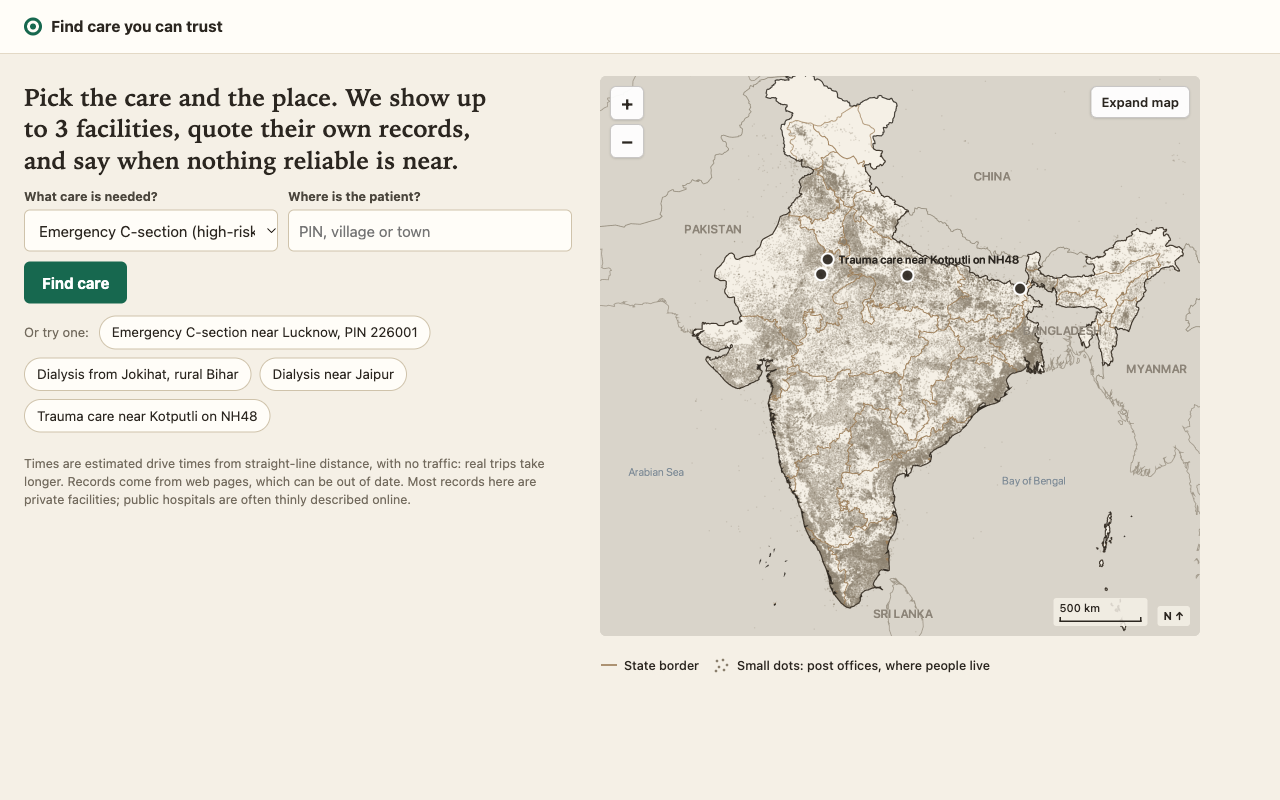 Find care you can trust
Pick the care and the place. We show up
to 3 facilities, quote their own records,
and say when nothing reliable is near.
What care is needed?
Where is the patient?
Emergency C-section (high-risk
PIN, village or town
Find care
Or try one:
Emergency C-section near Lucknow, PIN 226001
Dialysis from Jokihat, rural Bihar
Dialysis near Jaipur
Trauma care near Kotputli on NH48
Times are estimated drive times from straight-line distance, with no traffic: real trips take
longer. Records come from web pages, which can be out of date. Most records here are
private facilities; public hospitals are often thinly described online.
+
−
Expand map
CHINA
PAKISTAN
Trauma care near Kotputli on NH48
BANGLADESH
MYANMAR
Arabian Sea
Bay of Bengal
SRI LANKA
500 km
N ↑
State border
Small dots: post offices, where people live